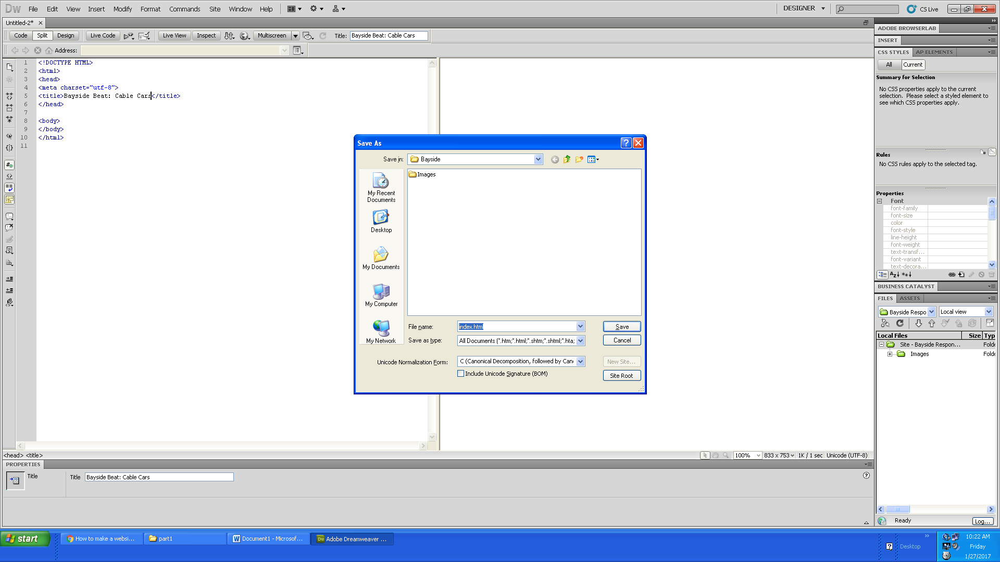 Dw File Edit View Insert Modify Format Commands Site Window Help DESIGNER CS Live
Untitled-2*
Code Split Design Live Code Live View Inspect Multiscreen Title: Bayside Beat: Cable Cars
Address:
1 <!DOCTYPE HTML>
2 <html>
3 <head>
4 <meta charset="utf-8">
5 <title>Bayside Beat: Cable Cars</title>
6 </head>
7
8 <body>
9 </body>
10 </html>
11
Save As
Save in: Bayside
Images
My Recent
Documents
Desktop
My Documents
My Computer
My Network
File name: index.html Save
Save as type: All Documents (*.htm;*.html;*.shtm;*.shtml;*.hta; Cancel
Unicode Normalization Form: C (Canonical Decomposition, followed by Can New Site...
Include Unicode Signature (BOM) Site Root
ADOBE BROWSERLAB
INSERT
CSS STYLES AP ELEMENTS
All Current
Summary for Selection
No CSS properties apply to the current
selection. Please select a styled element to
see which CSS properties apply.
Rules
No CSS rules apply to the selected tag.
Properties
Font
font-family
font-size
color
font-style
line-height
font-weight
text-transf...
font-variant
text-decora...
BUSINESS CATALYST
FILES ASSETS
Bayside Respo Local view
Local Files Size Typ
Site - Bayside Respon... Folde
Images Folde
Ready Log...
<head> <title> 100% 833 x 753 1K / 1 sec Unicode (UTF-8)
PROPERTIES
Title Title Bayside Beat: Cable Cars
start How to make a websi... part1 Document1 - Microsof... Dw Adobe Dreamweaver ... Desktop
10:22 AM
Friday
1/27/2017